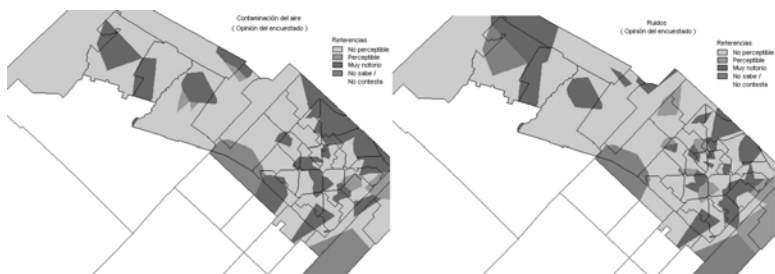 Contaminación del aire
( Opinión del encuestado )
Referencias
No perceptible
Perceptible
Muy notorio
No sabe /
No contesta
Ruidos
( Opinión del encuestado )
Referencias
No perceptible
Perceptible
Muy notorio
No sabe /
No contesta